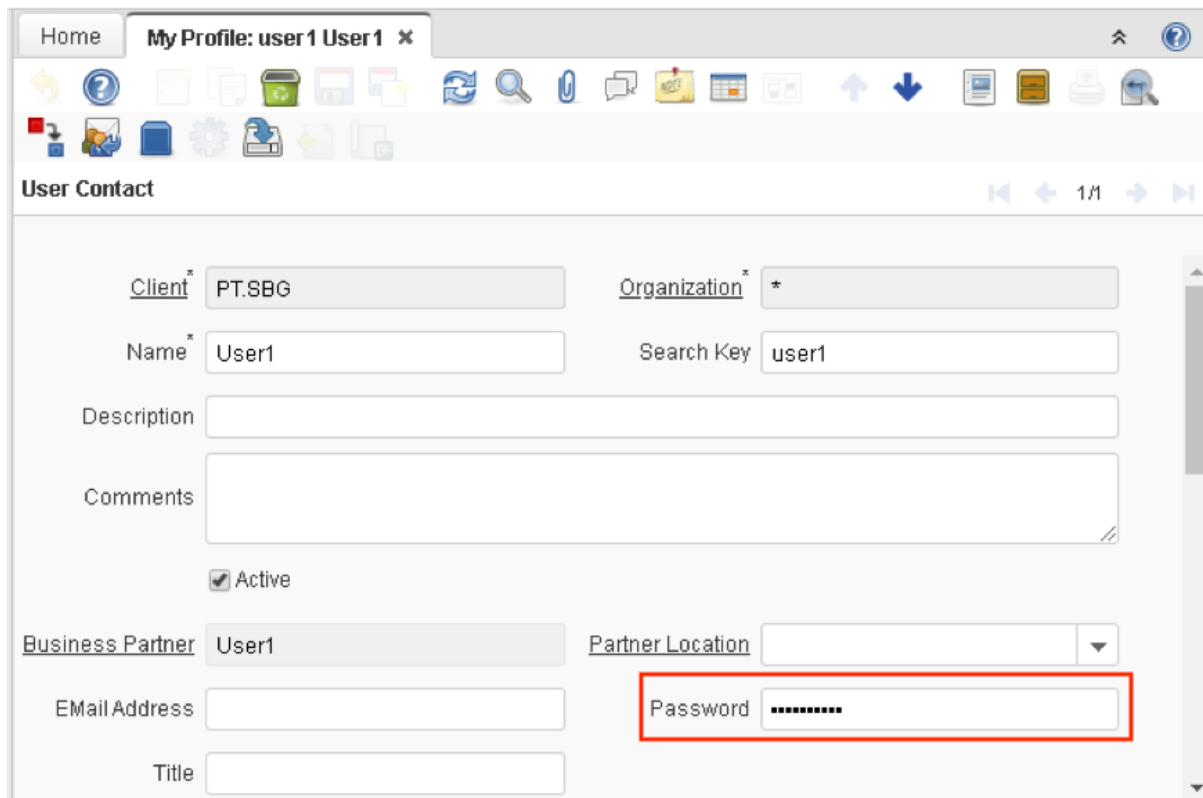 Home My Profile: user1 User1
User Contact 1/1
Client* PT.SBG Organization* *
Name* User1 Search Key user1
Description
Comments
Active
Business Partner User1 Partner Location
EMail Address Password ••••••••••
Title